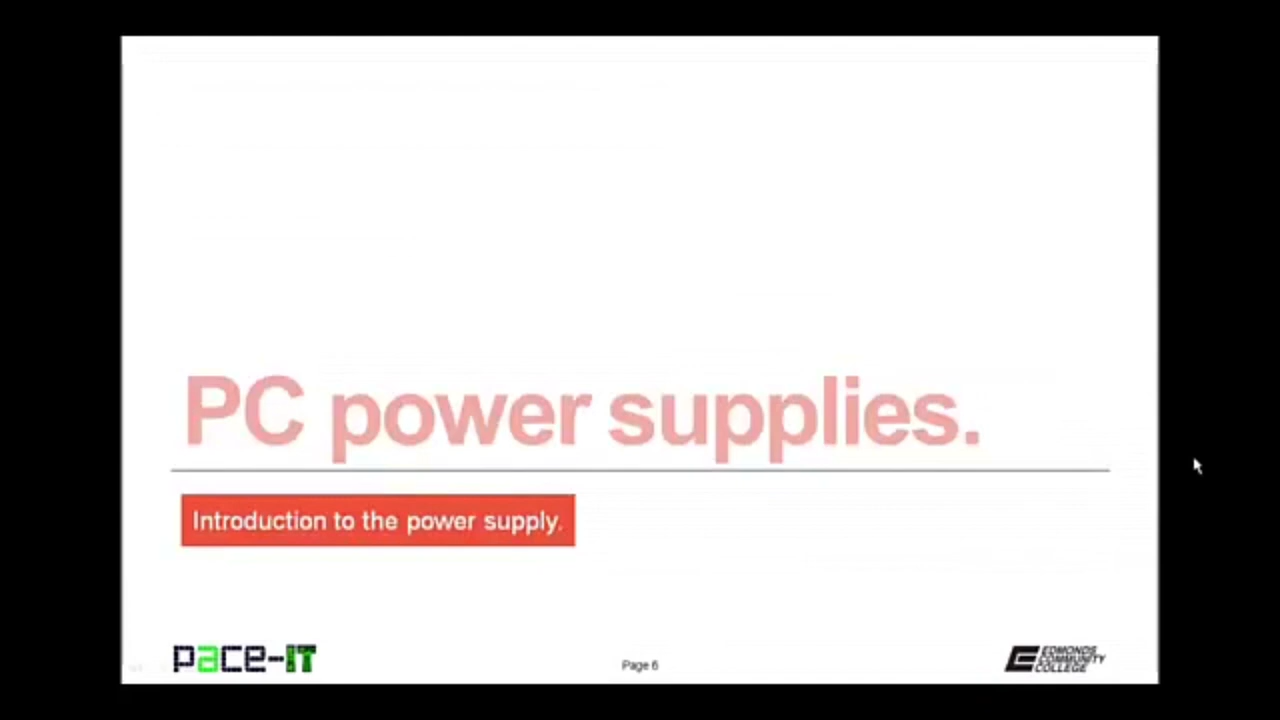 PC power supplies.
Introduction to the power supply.
pace-IT
Page 6
EDMONDS
COMMUNITY
COLLEGE